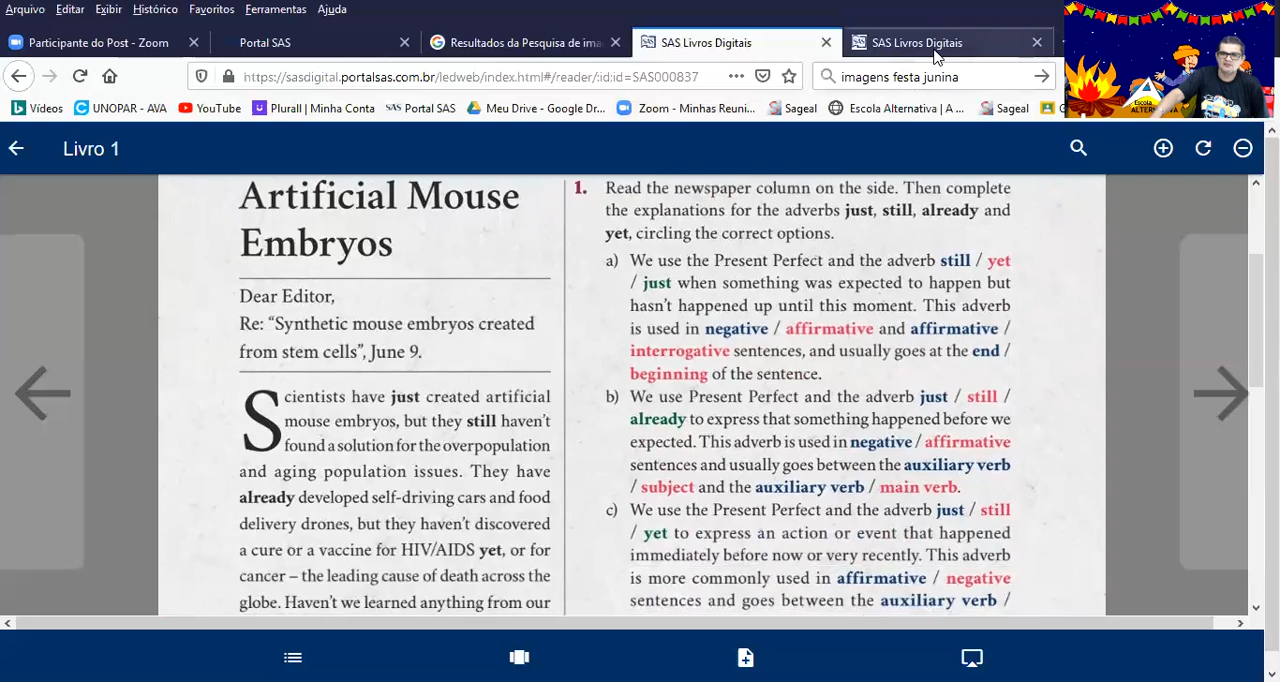 Arquivo Editar Exibir Histórico Favoritos Ferramentas Ajuda
Participante do Post - Zoom
Portal SAS
Resultados da Pesquisa de ima
SAS Livros Digitais
SAS Livros Digitais
https://sasdigital.portalsas.com.br/ledweb/index.html#/reader/:id:id=SAS000837
imagens festa junina
Vídeos UNOPAR - AVA YouTube Plurall | Minha Conta SAS Portal SAS Meu Drive - Google Dr... Zoom - Minhas Reuni... Sageal Escola Alternativa | A ... Sageal
Escola
ALTERNATIVA
Livro 1
Artificial Mouse
Embryos
Dear Editor,
Re: “Synthetic mouse embryos created
from stem cells”, June 9.
Scientists have just created artificial
mouse embryos, but they still haven’t
found a solution for the overpopulation
and aging population issues. They have
already developed self-driving cars and food
delivery drones, but they haven’t discovered
a cure or a vaccine for HIV/AIDS yet, or for
cancer – the leading cause of death across the
globe. Haven’t we learned anything from our
1. Read the newspaper column on the side. Then complete
the explanations for the adverbs just, still, already and
yet, circling the correct options.
a) We use the Present Perfect and the adverb still / yet
/ just when something was expected to happen but
hasn’t happened up until this moment. This adverb
is used in negative / affirmative and affirmative /
interrogative sentences, and usually goes at the end /
beginning of the sentence.
b) We use Present Perfect and the adverb just / still /
already to express that something happened before we
expected. This adverb is used in negative / affirmative
sentences and usually goes between the auxiliary verb
/ subject and the auxiliary verb / main verb.
c) We use the Present Perfect and the adverb just / still
/ yet to express an action or event that happened
immediately before now or very recently. This adverb
is more commonly used in affirmative / negative
sentences and goes between the auxiliary verb /